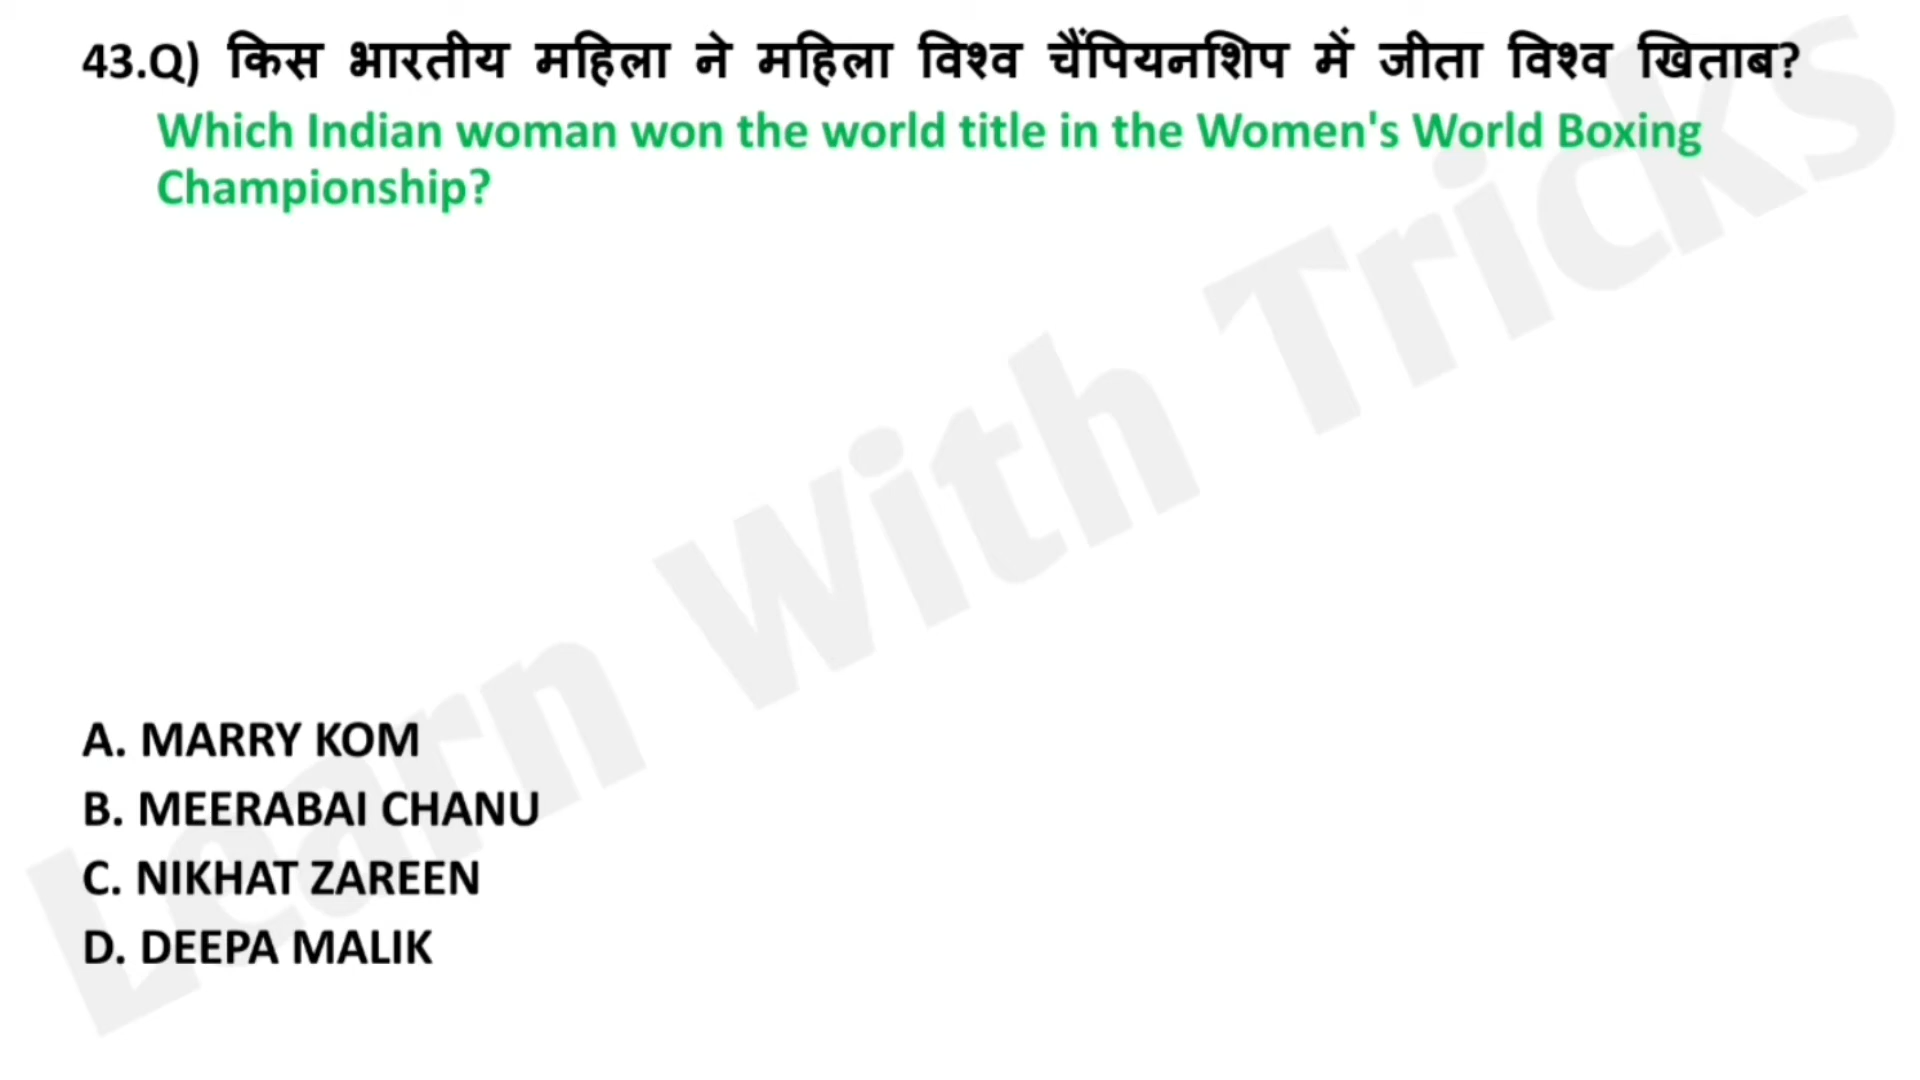 43.Q) किस भारतीय महिला ने महिला विश्व चैंपियनशिप में जीता विश्व खिताब?
Which Indian woman won the world title in the Women's World Boxing
Championship?
Learn With Tricks
A. MARRY KOM
B. MEERABAI CHANU
C. NIKHAT ZAREEN
D. DEEPA MALIK